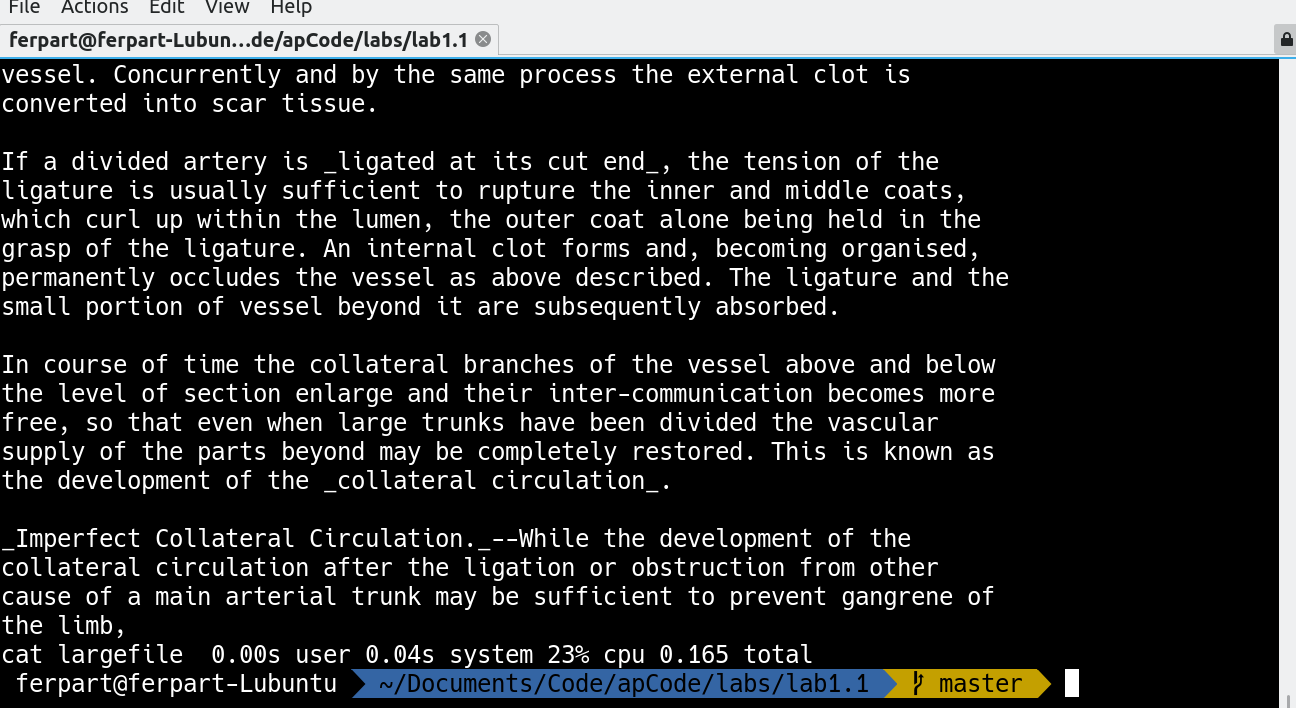 File Actions Edit View Help
ferpart@ferpart-Lubun...de/apCode/labs/lab1.1
vessel. Concurrently and by the same process the external clot is
converted into scar tissue.
If a divided artery is _ligated at its cut end_, the tension of the
ligature is usually sufficient to rupture the inner and middle coats,
which curl up within the lumen, the outer coat alone being held in the
grasp of the ligature. An internal clot forms and, becoming organised,
permanently occludes the vessel as above described. The ligature and the
small portion of vessel beyond it are subsequently absorbed.
In course of time the collateral branches of the vessel above and below
the level of section enlarge and their inter-communication becomes more
free, so that even when large trunks have been divided the vascular
supply of the parts beyond may be completely restored. This is known as
the development of the _collateral circulation_.
_Imperfect Collateral Circulation._--While the development of the
collateral circulation after the ligation or obstruction from other
cause of a main arterial trunk may be sufficient to prevent gangrene of
the limb,
cat largefile  0.00s user 0.04s system 23% cpu 0.165 total
ferpart@ferpart-Lubuntu ~/Documents/Code/apCode/labs/lab1.1 master